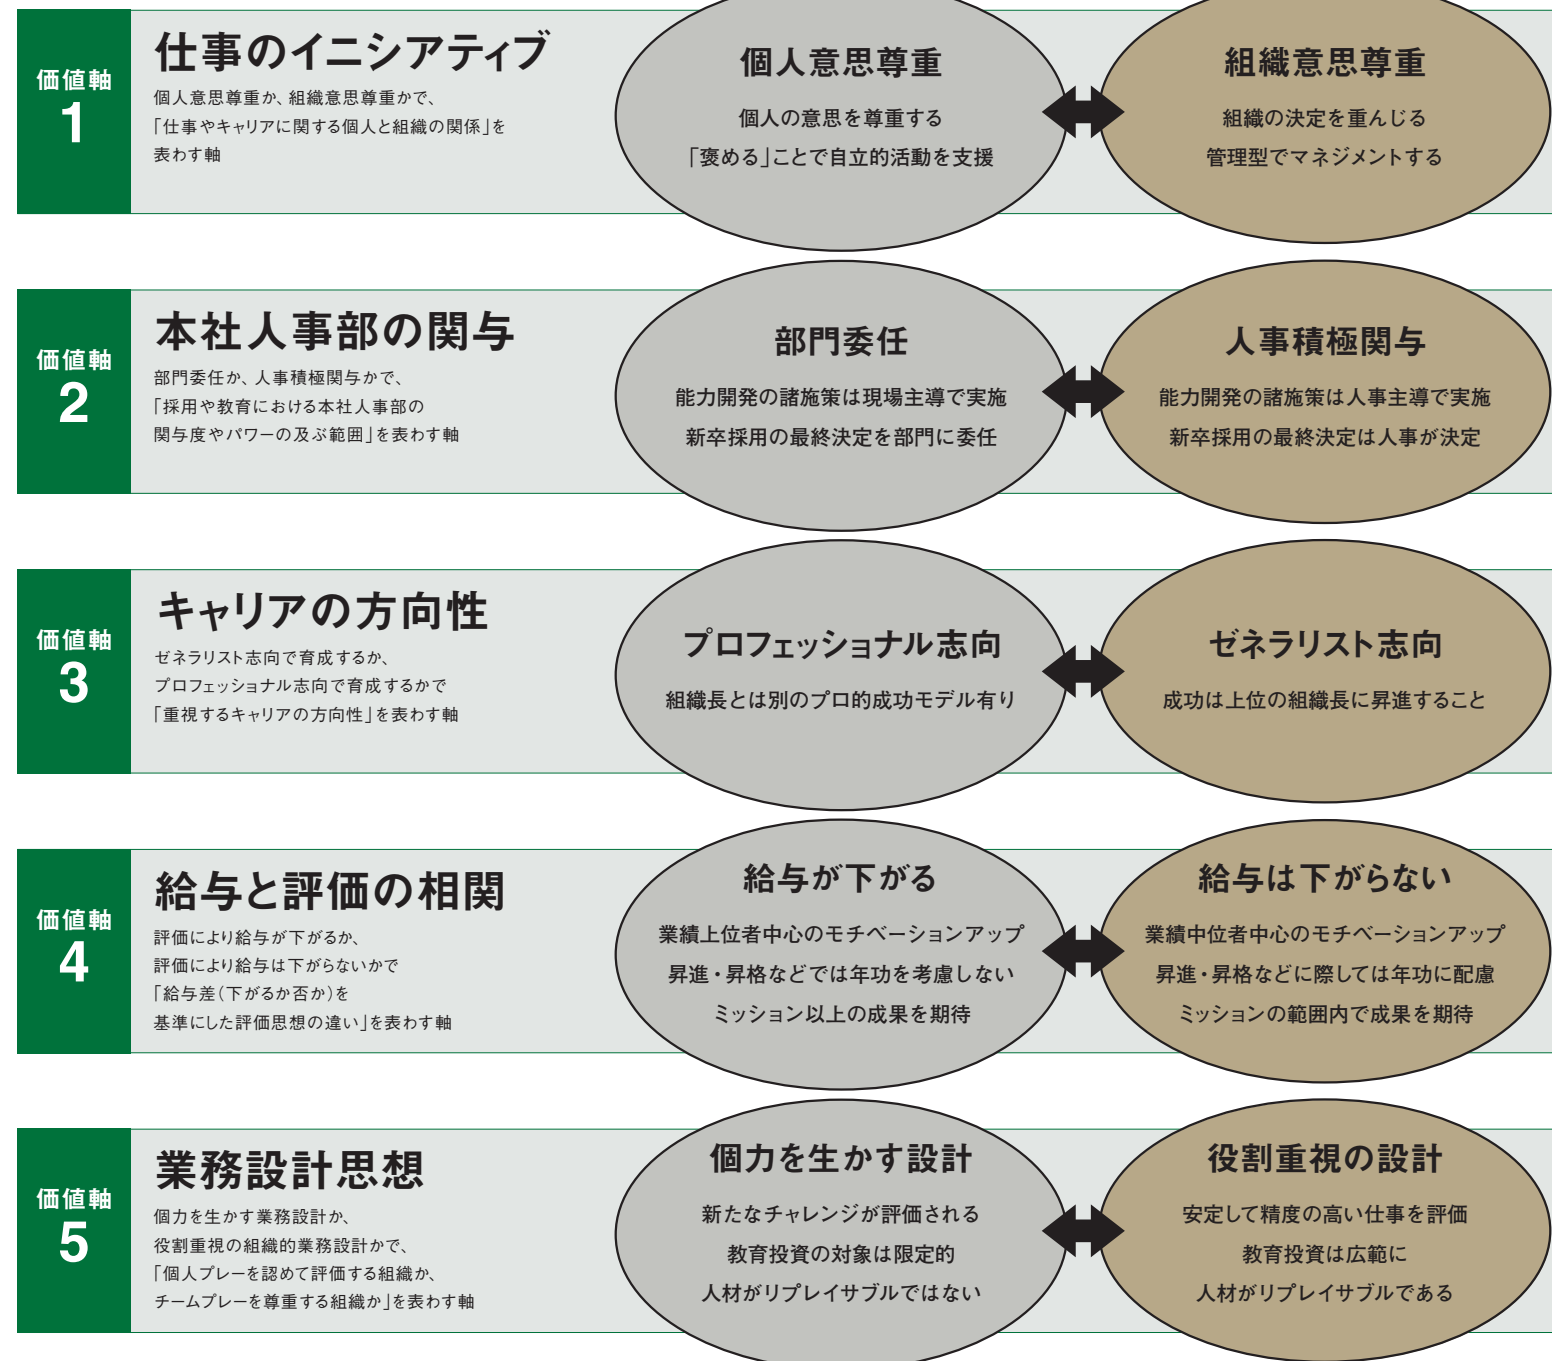 価値軸
1
仕事のイニシアティブ
個人意思尊重か、組織意思尊重かで、
「仕事やキャリアに関する個人と組織の関係」を
表わす軸
個人意思尊重
個人の意思を尊重する
「褒める」ことで自立的活動を支援
組織意思尊重
組織の決定を重んじる
管理型でマネジメントする
価値軸
2
本社人事部の関与
部門委任か、人事積極関与かで、
「採用や教育における本社人事部の
関与度やパワーの及ぶ範囲」を表わす軸
部門委任
能力開発の諸施策は現場主導で実施
新卒採用の最終決定を部門に委任
人事積極関与
能力開発の諸施策は人事主導で実施
新卒採用の最終決定は人事が決定
価値軸
3
キャリアの方向性
ゼネラリスト志向で育成するか、
プロフェッショナル志向で育成するかで
「重視するキャリアの方向性」を表わす軸
プロフェッショナル志向
組織長とは別のプロ的成功モデル有り
ゼネラリスト志向
成功は上位の組織長に昇進すること
価値軸
4
給与と評価の相関
評価により給与が下がるか、
評価により給与は下がらないかで
「給与差（下がるか否か）を
基準にした評価思想の違い」を表わす軸
給与が下がる
業績上位者中心のモチベーションアップ
昇進・昇格などでは年功を考慮しない
ミッション以上の成果を期待
給与は下がらない
業績中位者中心のモチベーションアップ
昇進・昇格などに際しては年功に配慮
ミッションの範囲内で成果を期待
価値軸
5
業務設計思想
個力を生かす業務設計か、
役割重視の組織的業務設計かで、
「個人プレーを認めて評価する組織か、
チームプレーを尊重する組織か」を表わす軸
個力を生かす設計
新たなチャレンジが評価される
教育投資の対象は限定的
人材がリプレイサブルではない
役割重視の設計
安定して精度の高い仕事を評価
教育投資は広範に
人材がリプレイサブルである